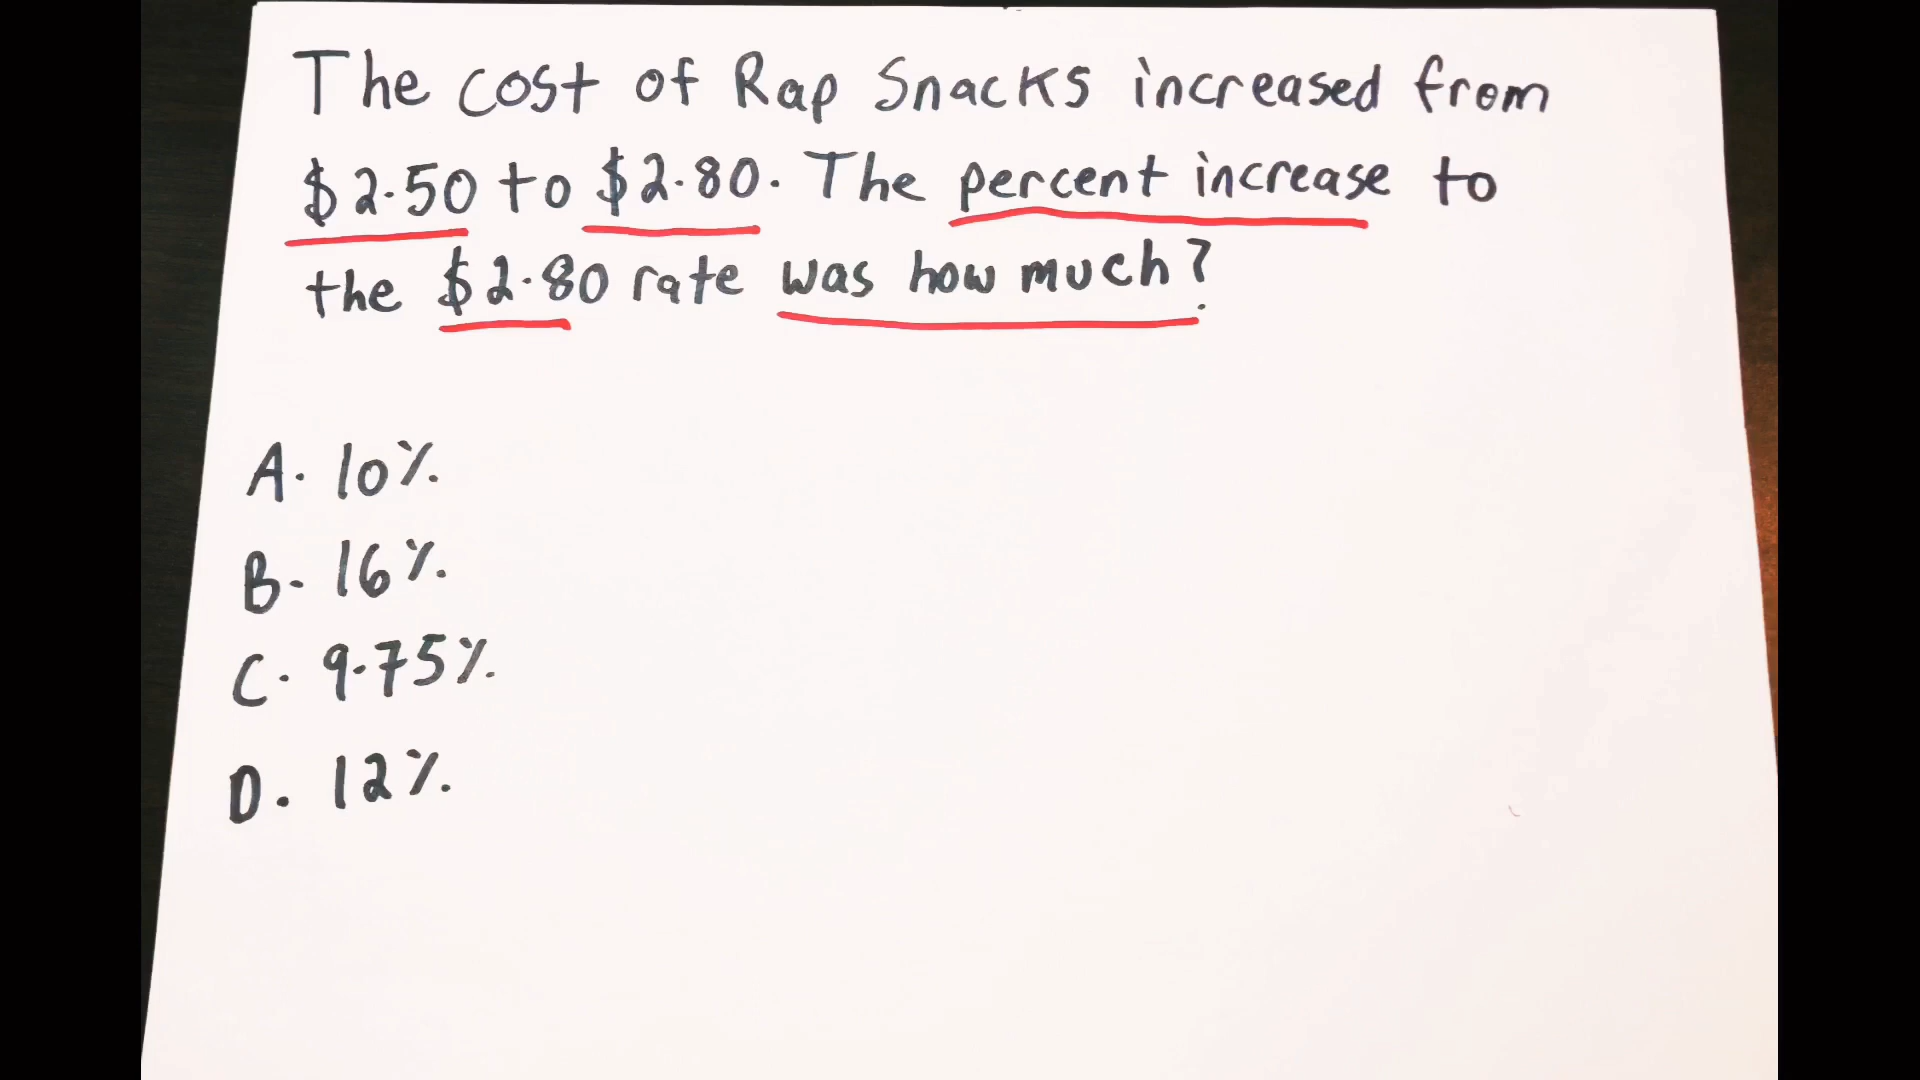 The cost of Rap Snacks increased from
$2.50 to $2.80. The percent increase to
the $2.80 rate was how much?
A. 10%
B. 16%
C. 9.75%
D. 12%